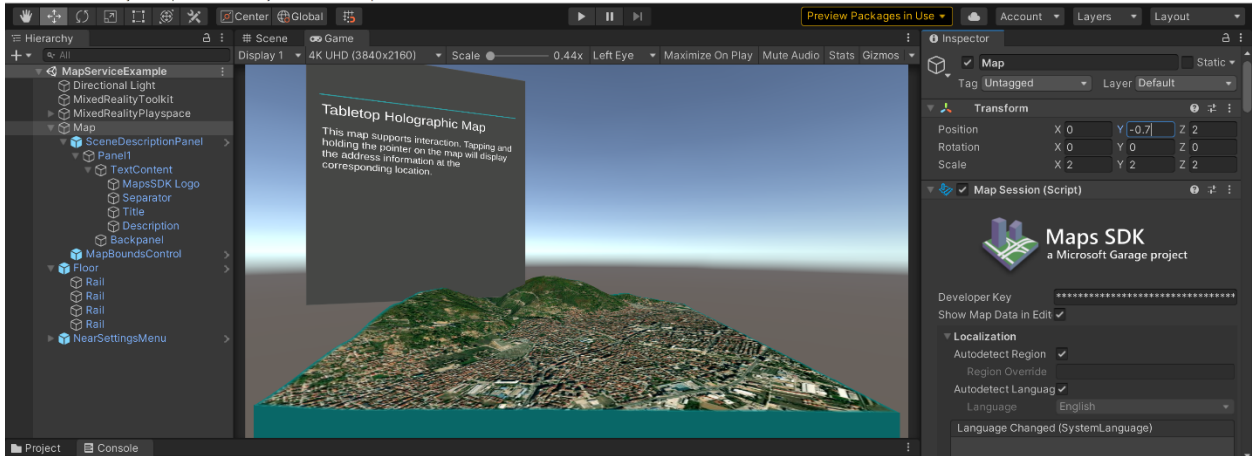 Center Global Preview Packages in Use Account Layers Layout
Hierarchy
All
MapServiceExample
Directional Light
MixedRealityToolkit
MixedRealityPlayspace
Map
SceneDescriptionPanel
Panel1
TextContent
MapsSDK Logo
Separator
Title
Description
Backpanel
MapBoundsControl
Floor
Rail
Rail
Rail
Rail
NearSettingsMenu
Scene Game
Display 1 4K UHD (3840x2160) Scale 0.44x Left Eye Maximize On Play Mute Audio Stats Gizmos
Tabletop Holographic Map
This map supports interaction. Tapping and
holding the pointer on the map will display
the address information at the
corresponding location.
Inspector
Map Static
Tag Untagged Layer Default
Transform
Position X 0 Y -0.7 Z 2
Rotation X 0 Y 0 Z 0
Scale X 2 Y 2 Z 2
Map Session (Script)
Maps SDK
a Microsoft Garage project
Developer Key *********************************
Show Map Data in Edit
Localization
Autodetect Region
Region Override
Autodetect Languag
Language English
Language Changed (SystemLanguage)
Project Console